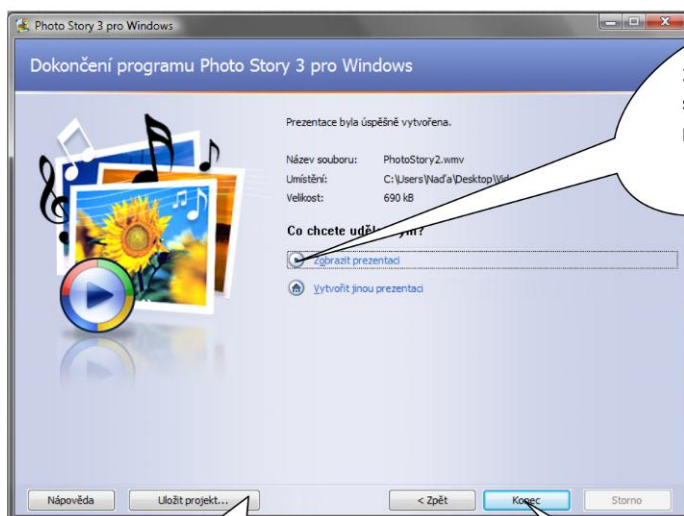 Photo Story 3 pro Windows
Dokončení programu Photo Story 3 pro Windows
Prezentace byla úspěšně vytvořena.
Název souboru: PhotoStory2.wmv
Umístění: C:\Users\Naďa\Desktop\Vid
Velikost: 690 kB
Co chcete
Zobrazit prezentaci
Vytvořit jinou prezentaci
Nápověda Uložit projekt... < Zpět Konec Storno